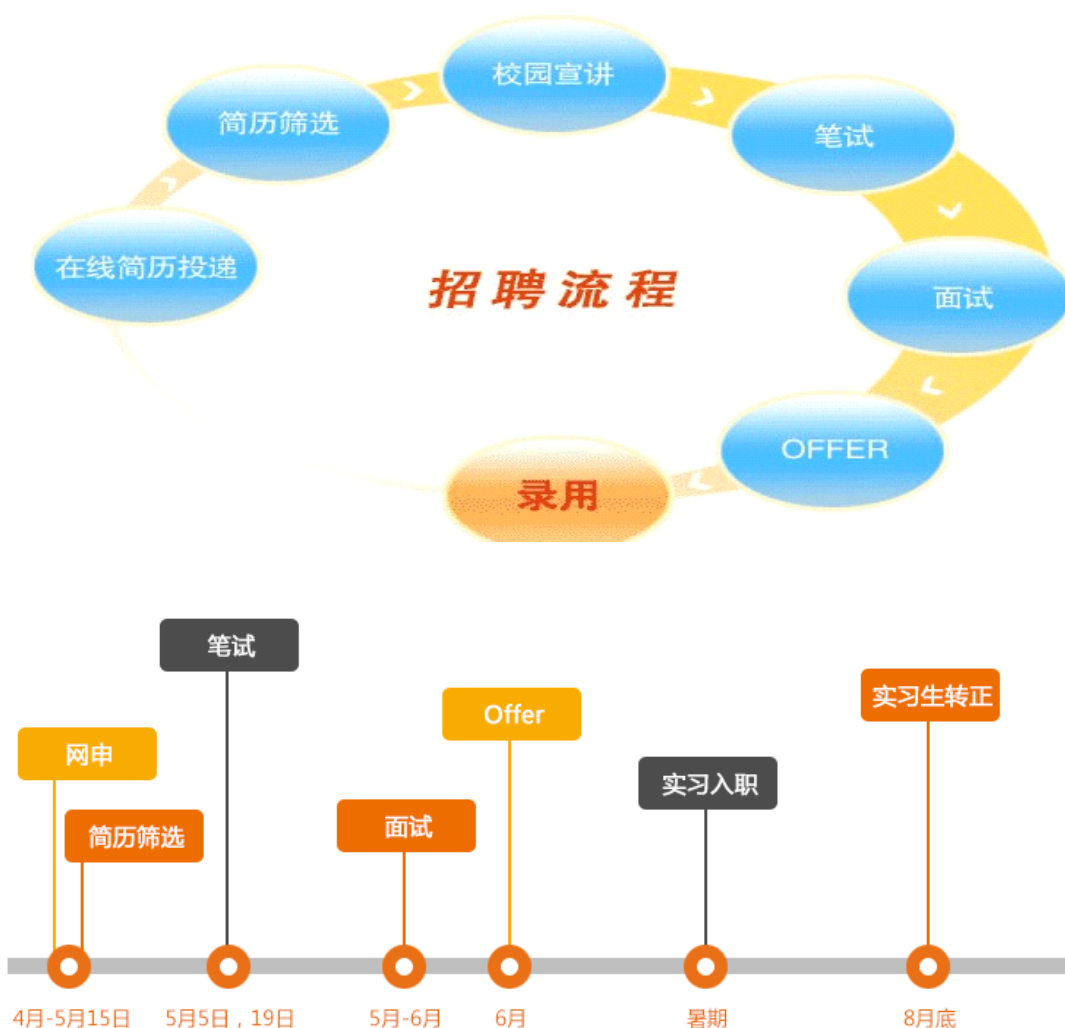 校园宣讲
简历筛选
笔试
在线简历投递
招聘流程
面试
OFFER
录用
笔试
实习生转正
Offer
网申
实习入职
面试
简历筛选
4月-5月15日
5月5日，19日
5月-6月
6月
暑期
8月底